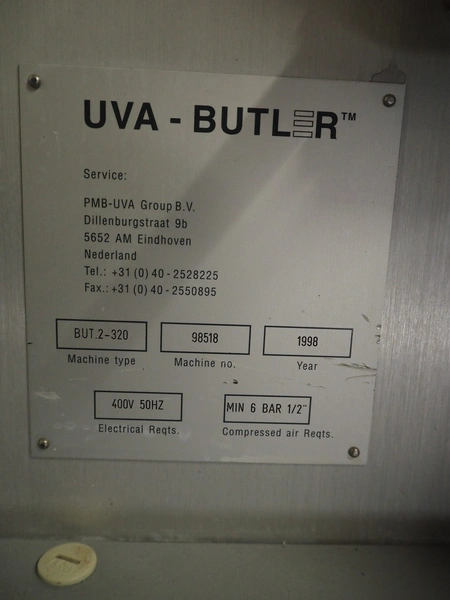 UVA - BUTLER™
Service:
PMB-UVA Group B.V.
Dillenburgstraat 9b
5652 AM Eindhoven
Nederland
Tel.: +31 (0) 40 - 2528225
Fax.: +31 (0) 40 - 2550895
BUT.2-320 98518 1998
Machine type Machine no. Year
400V 50HZ MIN 6 BAR 1/2"
Electrical Reqts. Compressed air Reqts.